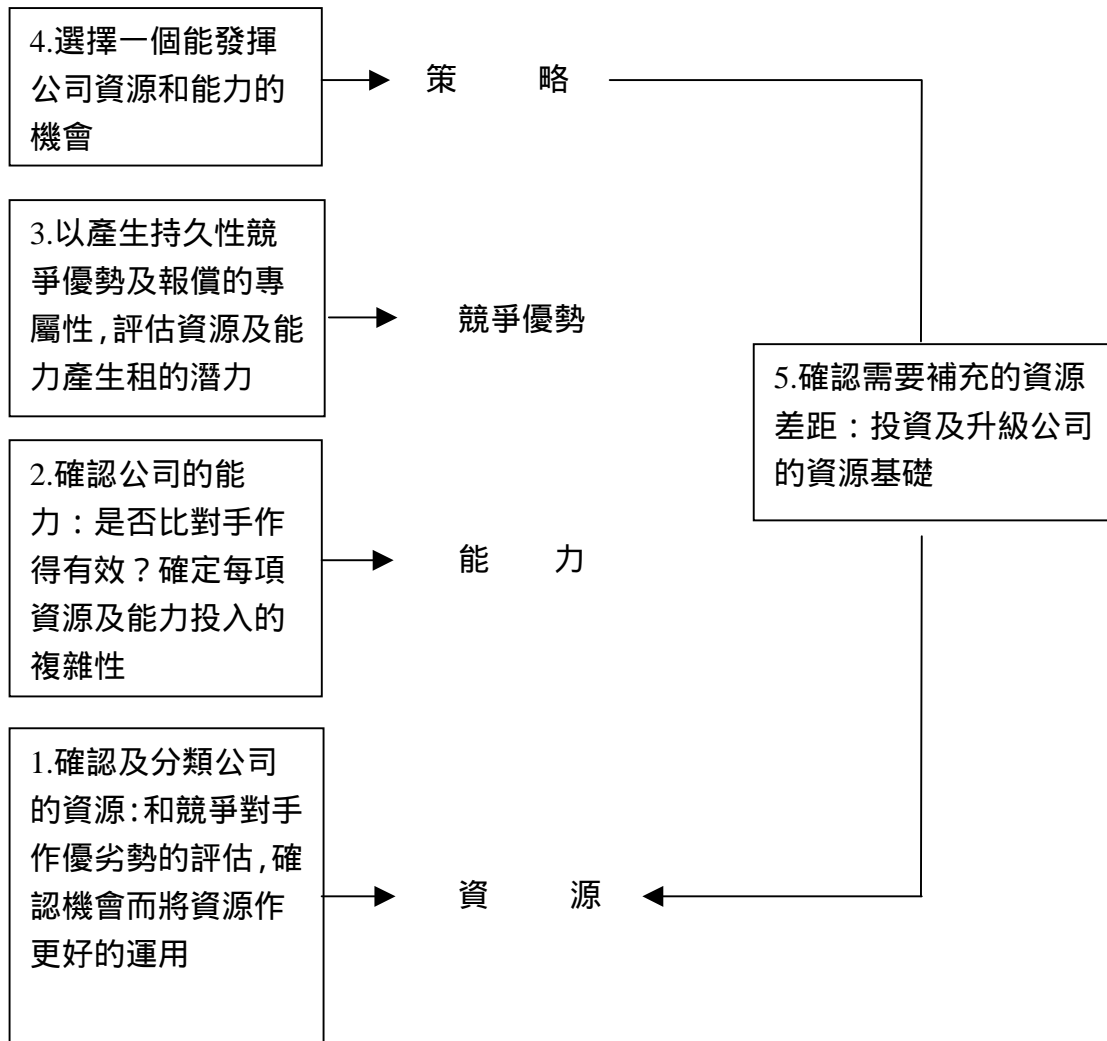 4.選擇一個能發揮
公司資源和能力的
機會
策 略
3.以產生持久性競
爭優勢及報償的專
屬性,評估資源及能
力產生租的潛力
競爭優勢
5.確認需要補充的資源
差距：投資及升級公司
的資源基礎
2.確認公司的能
力：是否比對手作
得有效？確定每項
資源及能力投入的
複雜性
能 力
1.確認及分類公司
的資源:和競爭對手
作優劣勢的評估,確
認機會而將資源作
更好的運用
資 源